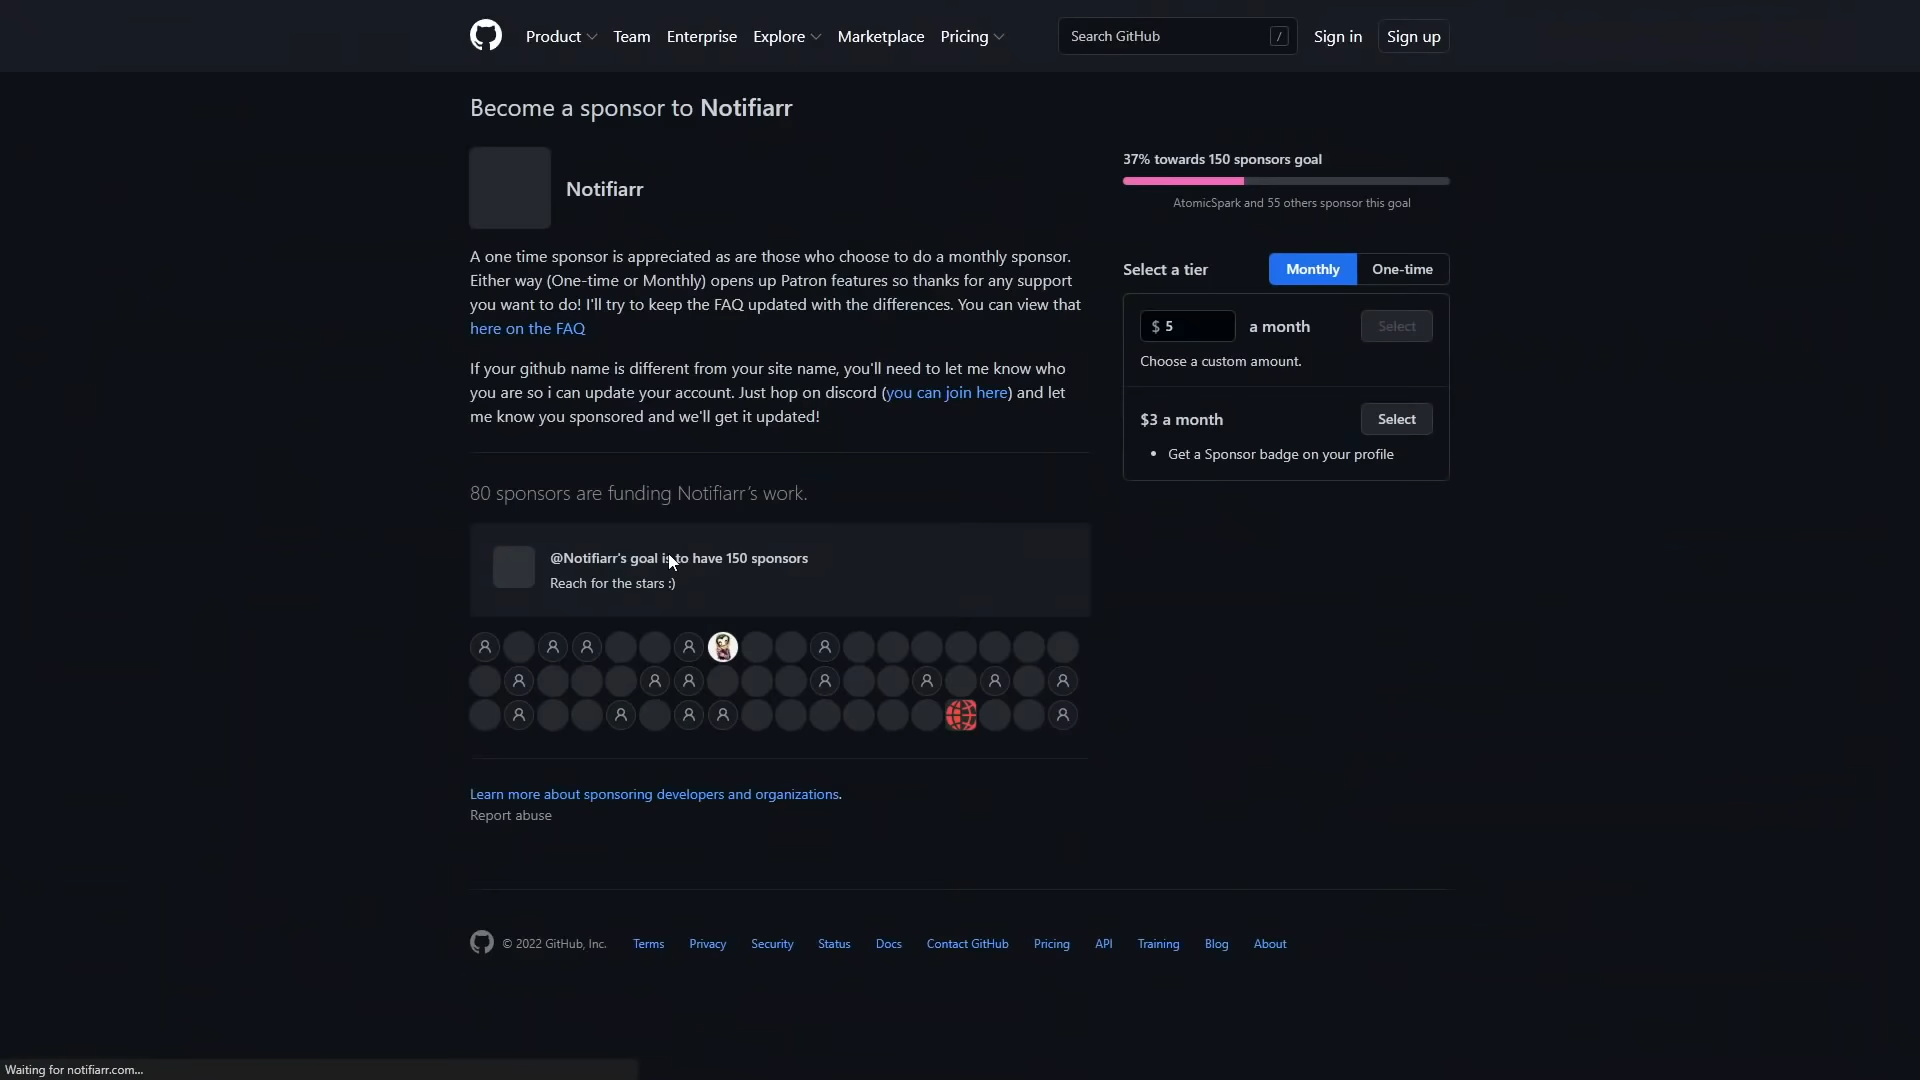 Product Team Enterprise Explore Marketplace Pricing Search GitHub / Sign in Sign up
Become a sponsor to Notifiarr
Notifiarr
A one time sponsor is appreciated as are those who choose to do a monthly sponsor.
Either way (One-time or Monthly) opens up Patron features so thanks for any support
you want to do! I'll try to keep the FAQ updated with the differences. You can view that
here on the FAQ
If your github name is different from your site name, you'll need to let me know who
you are so i can update your account. Just hop on discord (you can join here) and let
me know you sponsored and we'll get it updated!
80 sponsors are funding Notifiarr's work.
@Notifiarr's goal is to have 150 sponsors
Reach for the stars :)
Learn more about sponsoring developers and organizations.
Report abuse
37% towards 150 sponsors goal
AtomicSpark and 55 others sponsor this goal
Select a tier Monthly One-time
$ 5 a month Select
Choose a custom amount.
$3 a month Select
• Get a Sponsor badge on your profile
© 2022 GitHub, Inc. Terms Privacy Security Status Docs Contact GitHub Pricing API Training Blog About
Waiting for notifiarr.com...